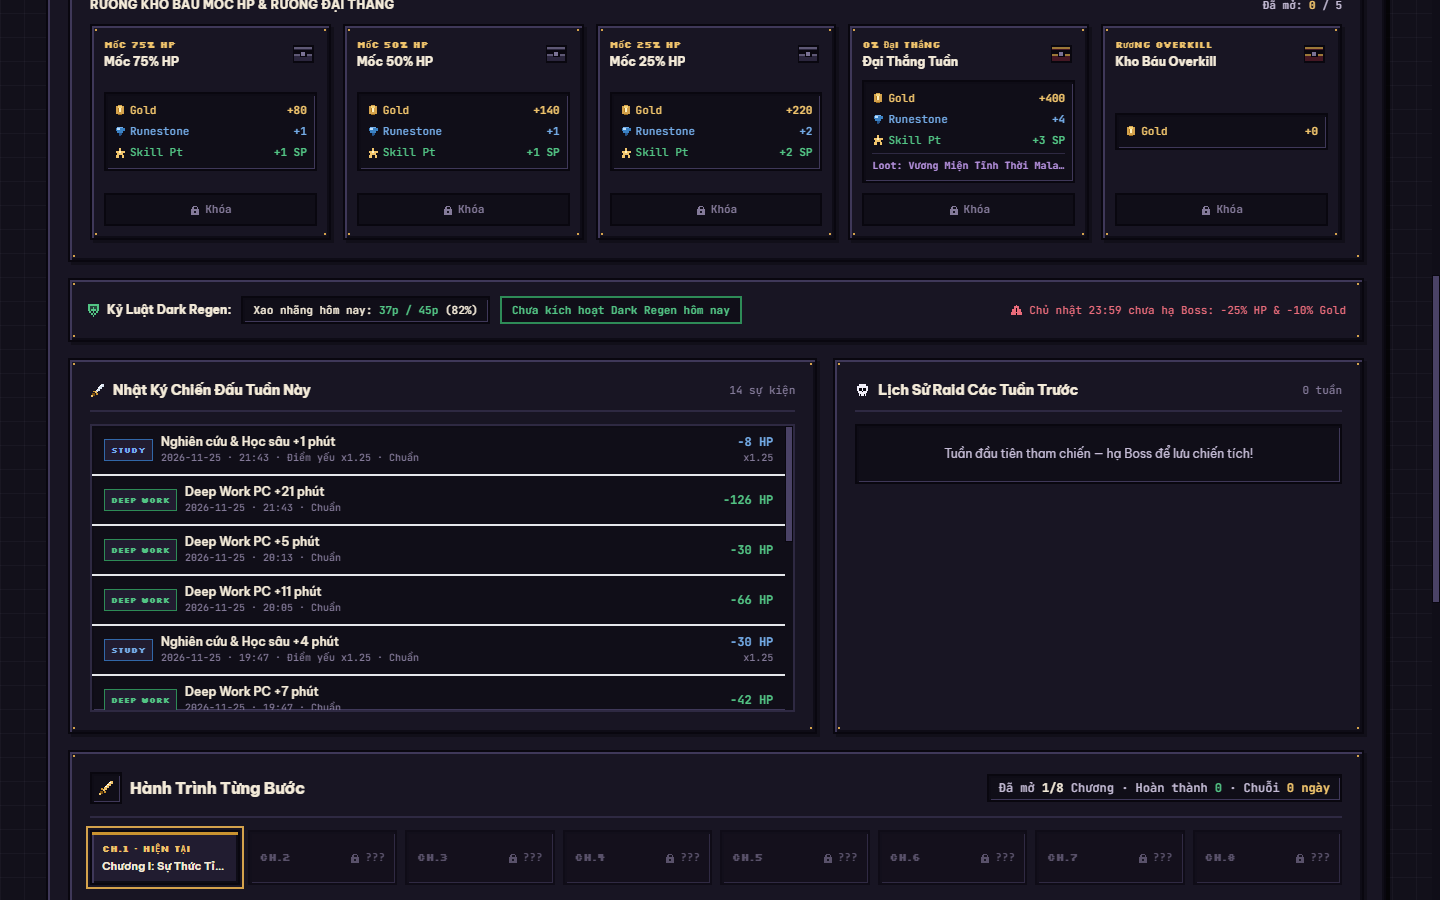 RƯƠNG KHO BÁU MỐC HP & RƯƠNG ĐẠI THẮNG
Đã mở: 0 / 5
MỐC 75% HP
Mốc 75% HP
Gold +80
Runestone +1
Skill Pt +1 SP
Khóa
MỐC 50% HP
Mốc 50% HP
Gold +140
Runestone +1
Skill Pt +1 SP
Khóa
MỐC 25% HP
Mốc 25% HP
Gold +220
Runestone +2
Skill Pt +2 SP
Khóa
0% ĐẠI THẮNG
Đại Thắng Tuần
Gold +400
Runestone +4
Skill Pt +3 SP
Loot: Vương Miện Tĩnh Thời Mala…
Khóa
RƯƠNG OVERKILL
Kho Báu Overkill
Gold +0
Khóa
Kỷ Luật Dark Regen:
Xao nhãng hôm nay: 37p / 45p (82%)
Chưa kích hoạt Dark Regen hôm nay
Chủ nhật 23:59 chưa hạ Boss: -25% HP & -10% Gold
Nhật Ký Chiến Đấu Tuần Này
14 sự kiện
STUDY
Nghiên cứu & Học sâu +1 phút
2026-11-25 · 21:43 · Điểm yếu x1.25 · Chuẩn
-8 HP
x1.25
DEEP WORK
Deep Work PC +21 phút
2026-11-25 · 21:43 · Chuẩn
-126 HP
DEEP WORK
Deep Work PC +5 phút
2026-11-25 · 20:13 · Chuẩn
-30 HP
DEEP WORK
Deep Work PC +11 phút
2026-11-25 · 20:05 · Chuẩn
-66 HP
STUDY
Nghiên cứu & Học sâu +4 phút
2026-11-25 · 19:47 · Điểm yếu x1.25 · Chuẩn
-30 HP
x1.25
DEEP WORK
Deep Work PC +7 phút
2026-11-25 · 19:47 · Chuẩn
-42 HP
Lịch Sử Raid Các Tuần Trước
0 tuần
Tuần đầu tiên tham chiến — hạ Boss để lưu chiến tích!
Hành Trình Từng Bước
Đã mở 1/8 Chương · Hoàn thành 0 · Chuỗi 0 ngày
CH.1 - HIỆN TẠI
Chương I: Sự Thức Tỉ…
CH.2 ???
CH.3 ???
CH.4 ???
CH.5 ???
CH.6 ???
CH.7 ???
CH.8 ???